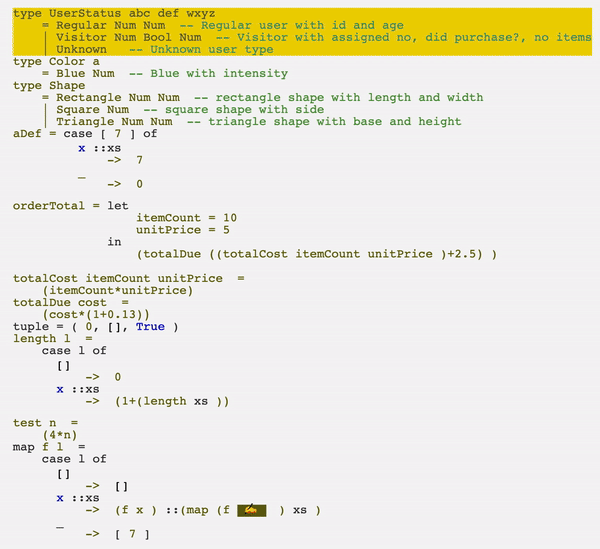 type UserStatus abc def wxyz
= Regular Num Num -- Regular user with id and age
| Visitor Num Bool Num -- Visitor with assigned no, did purchase?, no items
| Unknown -- Unknown user type
type Color a
= Blue Num -- Blue with intensity
type Shape
= Rectangle Num Num -- rectangle shape with length and width
| Square Num -- square shape with side
| Triangle Num Num -- triangle shape with base and height
aDef = case [ 7 ] of
x ::xs
-> 7
_
-> 0
orderTotal = let
itemCount = 10
unitPrice = 5
in
(totalDue ((totalCost itemCount unitPrice )+2.5) )
totalCost itemCount unitPrice =
(itemCount*unitPrice)
totalDue cost =
(cost*(1+0.13))
tuple = ( 0, [], True )
length l =
case l of
[]
-> 0
x ::xs
-> (1+(length xs ))
test n =
(4*n)
map f l =
case l of
[]
-> []
x ::xs
-> (f x ) ::(map (f ✍ ) xs )
_
-> [ 7 ]